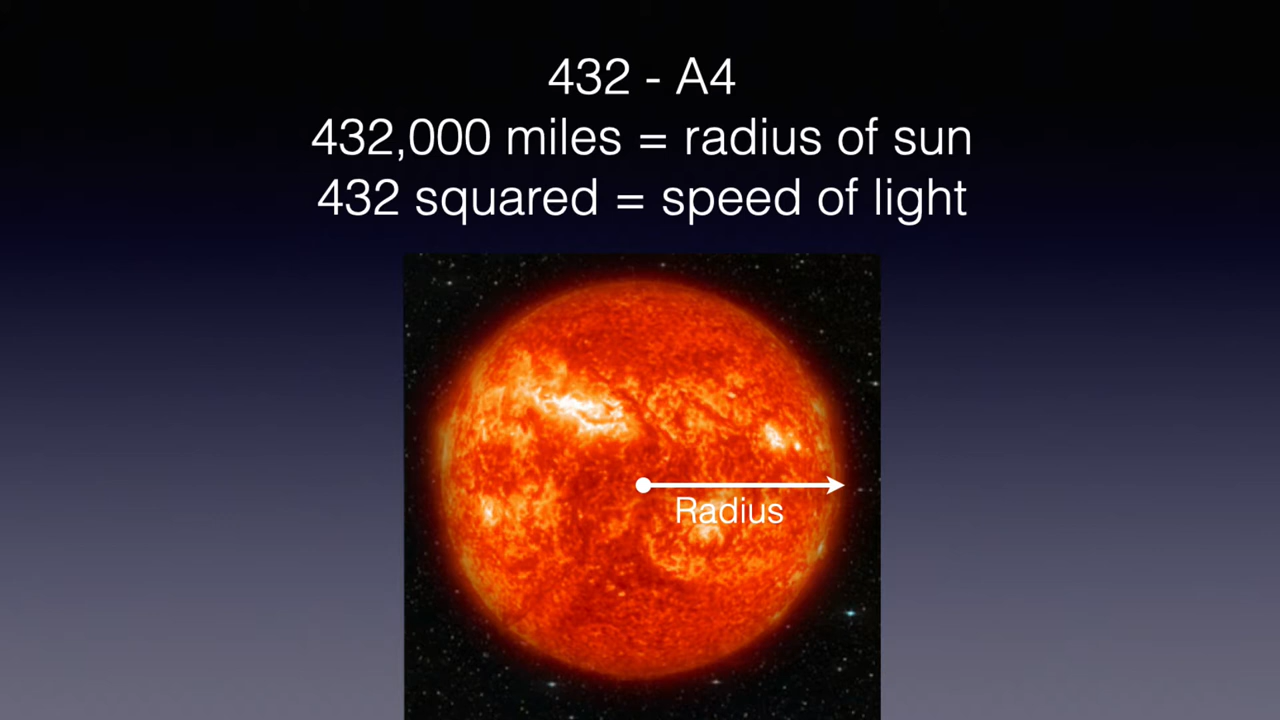 432 - A4
432,000 miles = radius of sun
432 squared = speed of light
Radius